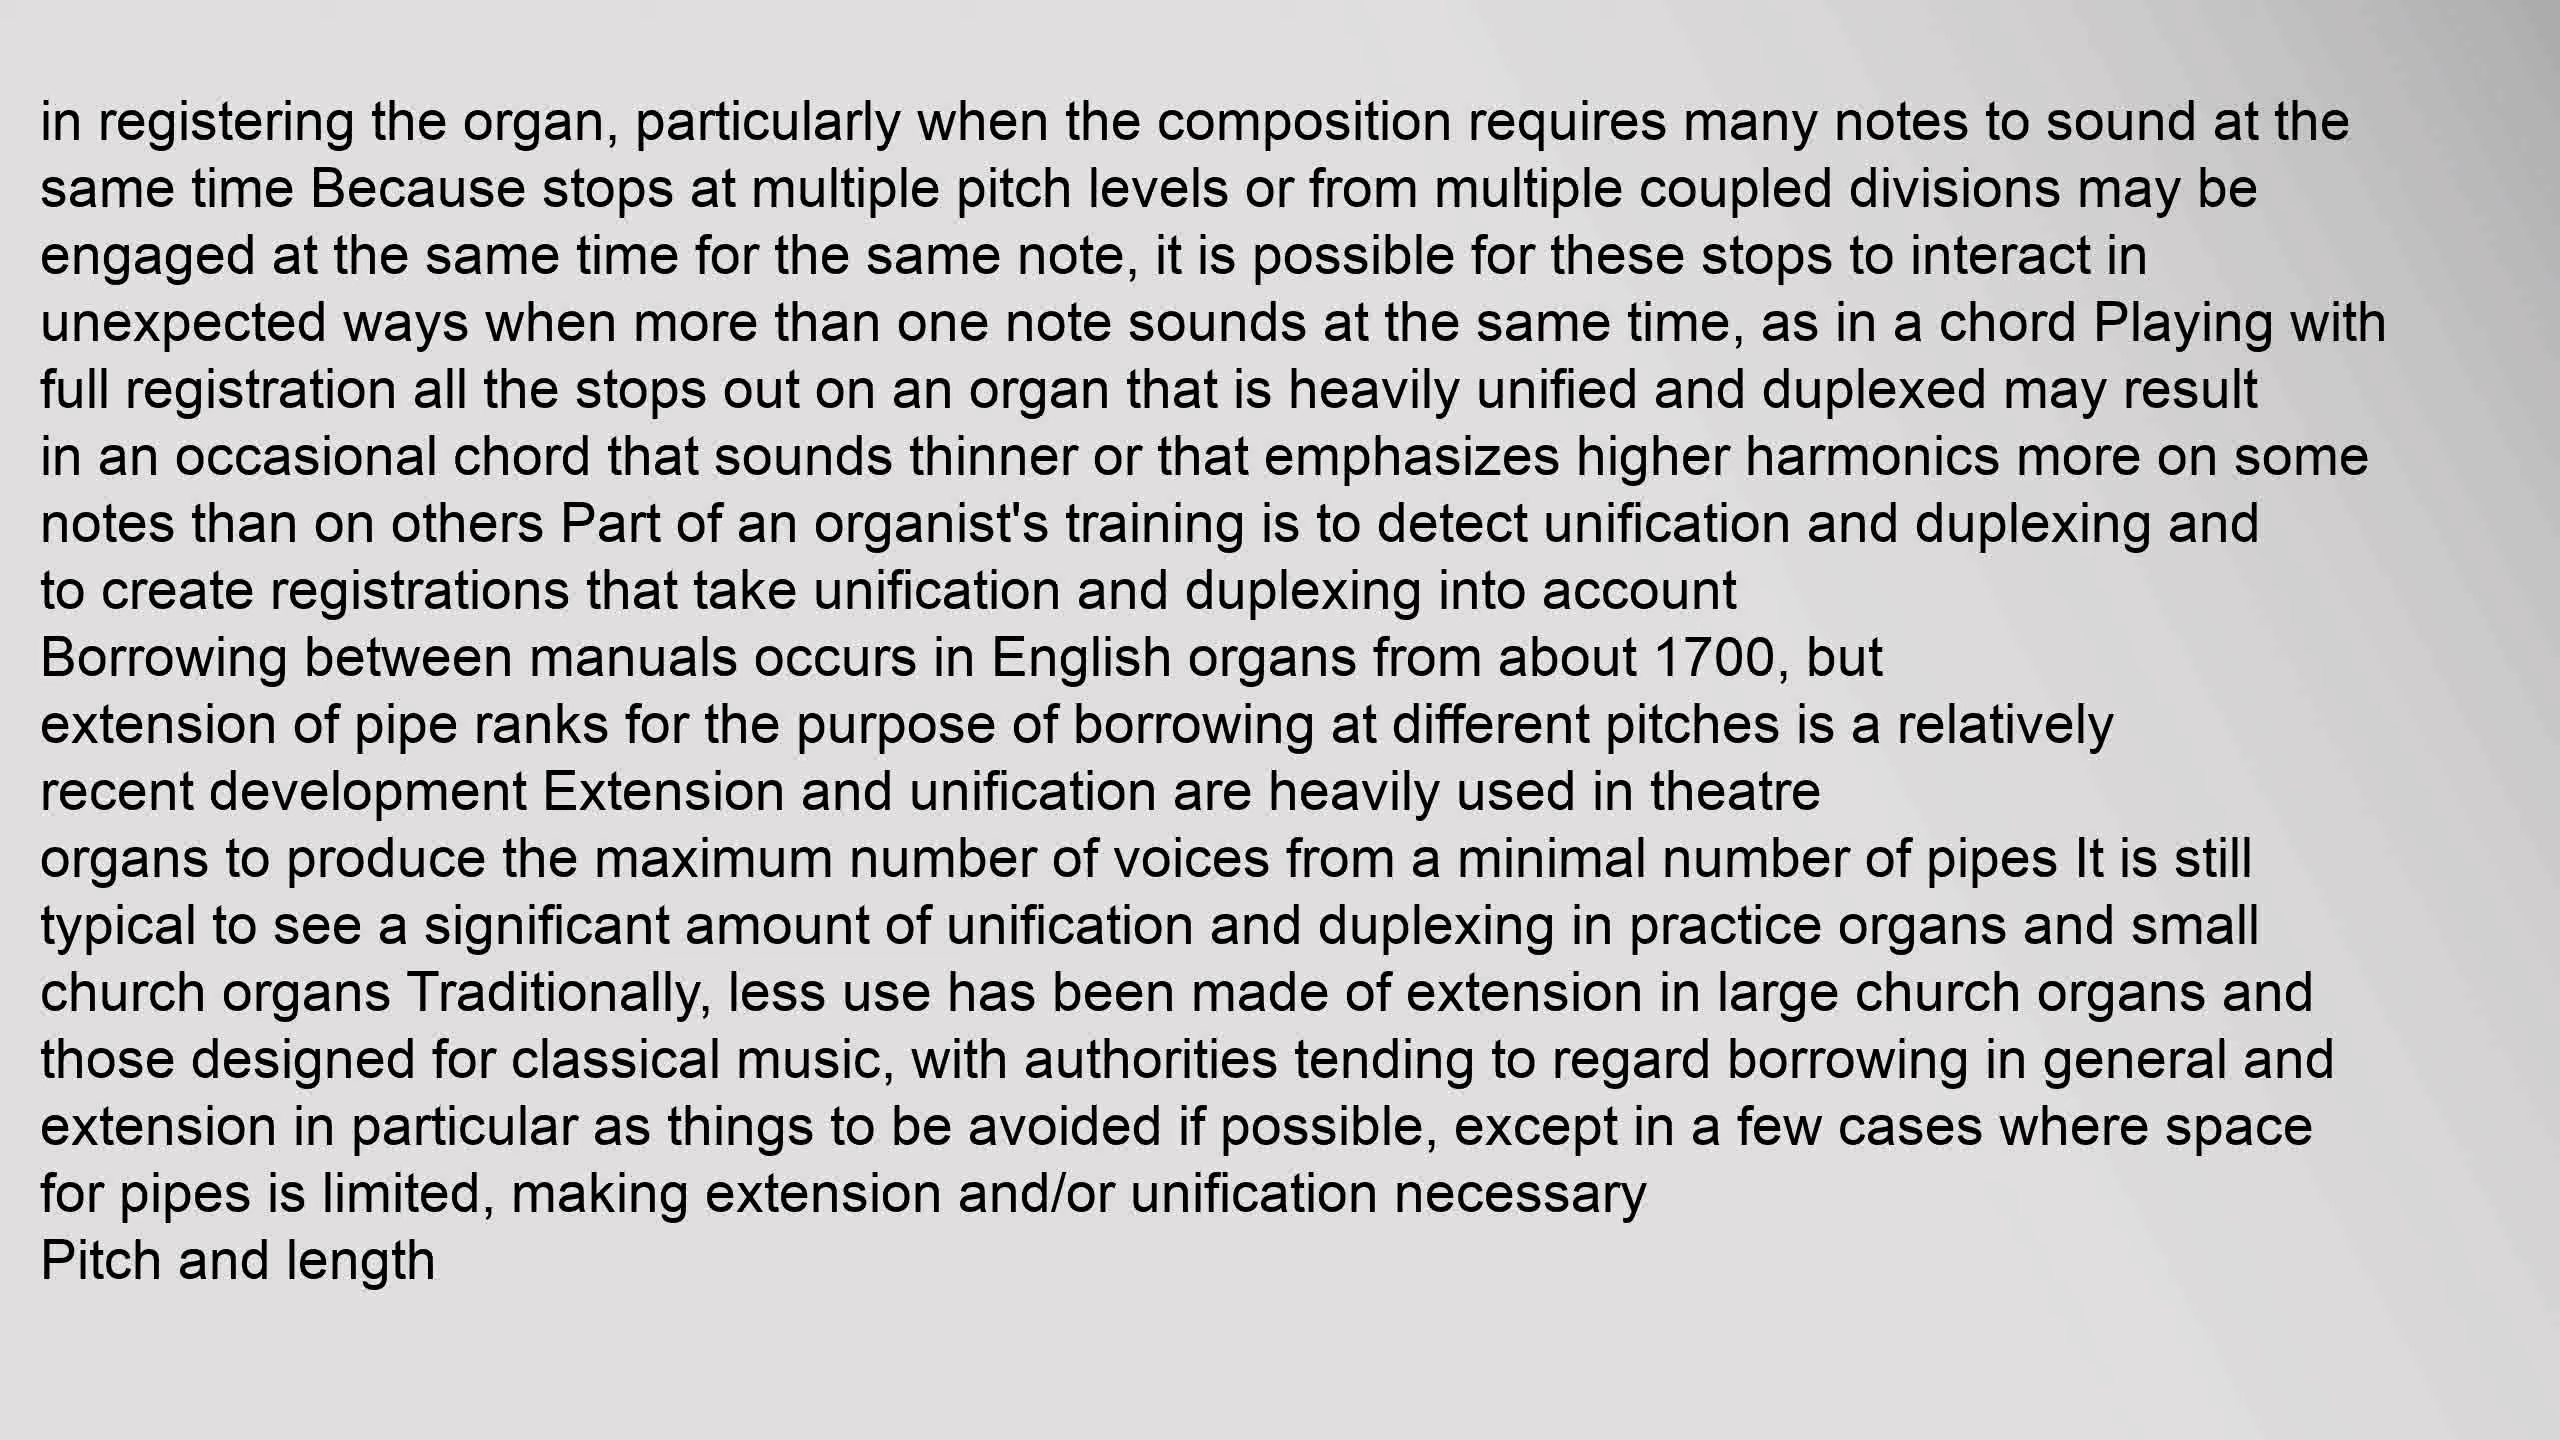 in registering the organ, particularly when the composition requires many notes to sound at the
same time Because stops at multiple pitch levels or from multiple coupled divisions may be
engaged at the same time for the same note, it is possible for these stops to interact in
unexpected ways when more than one note sounds at the same time, as in a chord Playing with
full registration all the stops out on an organ that is heavily unified and duplexed may result
in an occasional chord that sounds thinner or that emphasizes higher harmonics more on some
notes than on others Part of an organist's training is to detect unification and duplexing and
to create registrations that take unification and duplexing into account
Borrowing between manuals occurs in English organs from about 1700, but
extension of pipe ranks for the purpose of borrowing at different pitches is a relatively
recent development Extension and unification are heavily used in theatre
organs to produce the maximum number of voices from a minimal number of pipes It is still
typical to see a significant amount of unification and duplexing in practice organs and small
church organs Traditionally, less use has been made of extension in large church organs and
those designed for classical music, with authorities tending to regard borrowing in general and
extension in particular as things to be avoided if possible, except in a few cases where space
for pipes is limited, making extension and/or unification necessary
Pitch and length